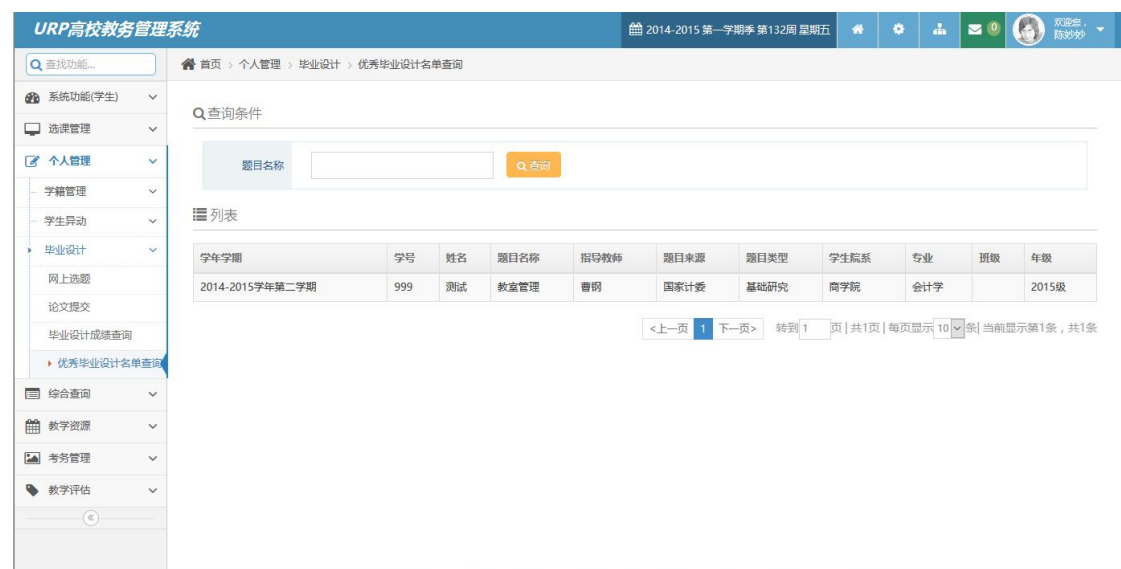 URP高校教务管理系统
2014-2015 第一学期季 第132周 星期五
0
欢迎您，
陈妙妙
查找功能...
首页 > 个人管理 > 毕业设计 > 优秀毕业设计名单查询
系统功能(学生)
选课管理
个人管理
学籍管理
学生异动
毕业设计
网上选题
论文提交
毕业设计成绩查询
优秀毕业设计名单查询
综合查询
教学资源
考务管理
教学评估
查询条件
题目名称
查询
列表
学年学期 学号 姓名 题目名称 指导教师 题目来源 题目类型 学生院系 专业 班级 年级
2014-2015学年第二学期 999 测试 教室管理 曹钢 国家计委 基础研究 商学院 会计学 2015级
<上一页 1 下一页> 转到 1 页|共1页|每页显示 10 条|当前显示第1条，共1条